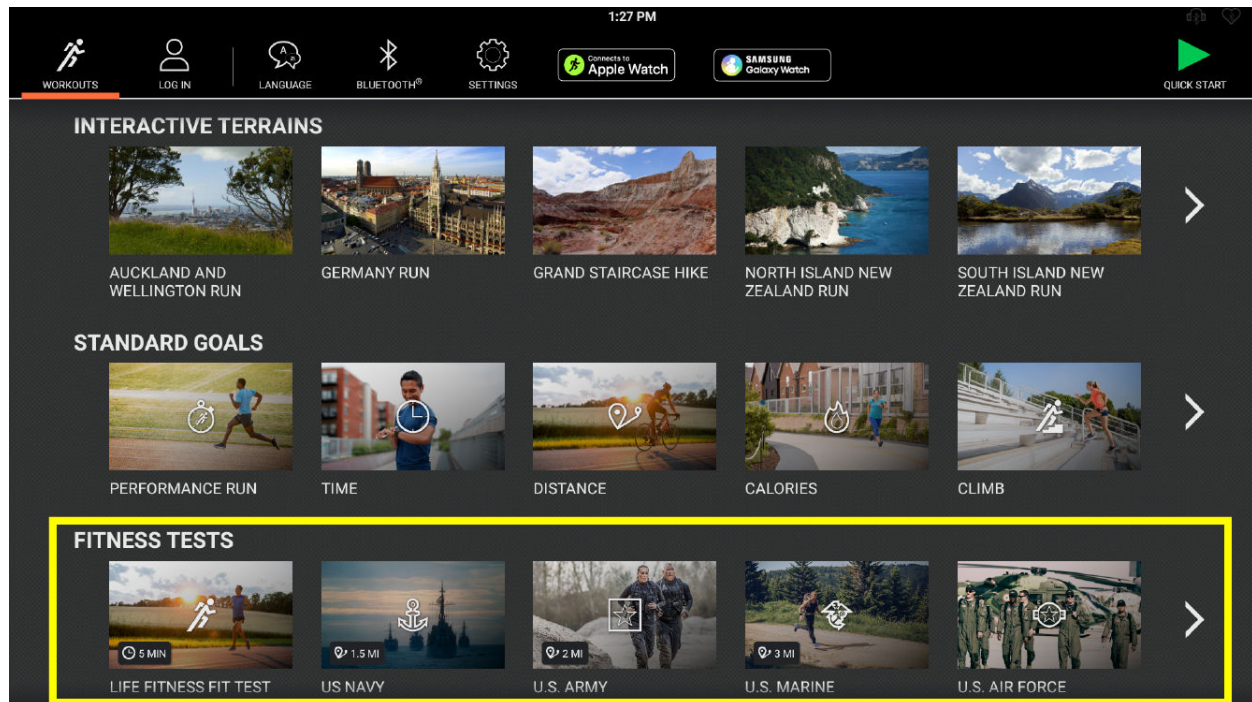 1:27 PM
WORKOUTS
LOG IN
LANGUAGE
BLUETOOTH®
SETTINGS
Connects to
Apple Watch
SAMSUNG
Galaxy Watch
QUICK START
INTERACTIVE TERRAINS
AUCKLAND AND
WELLINGTON RUN
GERMANY RUN
GRAND STAIRCASE HIKE
NORTH ISLAND NEW
ZEALAND RUN
SOUTH ISLAND NEW
ZEALAND RUN
STANDARD GOALS
PERFORMANCE RUN
TIME
DISTANCE
CALORIES
CLIMB
FITNESS TESTS
5 MIN
1.5 MI
2 MI
3 MI
LIFE FITNESS FIT TEST
US NAVY
U.S. ARMY
U.S. MARINE
U.S. AIR FORCE